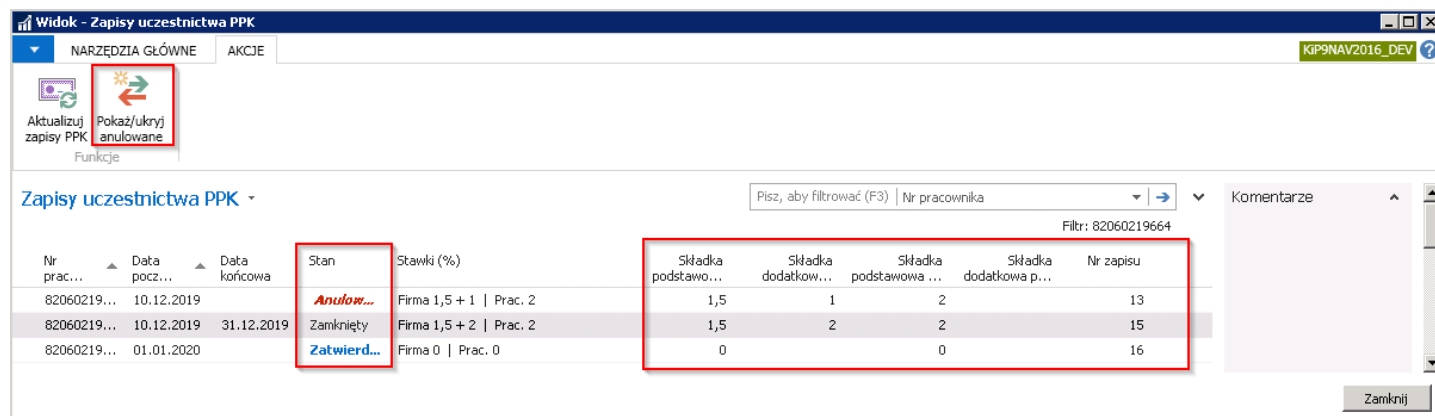 Widok - Zapisy uczestnictwa PPK
NARZĘDZIA GŁÓWNE AKCJE
KiP9NAV2016_DEV ?
Aktualizuj zapisy PPK
Pokaż/ukryj anulowane
Funkcje
Zapisy uczestnictwa PPK
Pisz, aby filtrować (F3) Nr pracownika
Filtr: 82060219664
Komentarze
Nr prac... Data pocz... Data końcowa Stan Stawki (%) Składka podstawo... Składka dodatkow... Składka podstawowa ... Składka dodatkowa p... Nr zapisu
82060219... 10.12.2019 Anulow... Firma 1,5 + 1 | Prac. 2 1,5 1 2 13
82060219... 10.12.2019 31.12.2019 Zamknięty Firma 1,5 + 2 | Prac. 2 1,5 2 2 15
82060219... 01.01.2020 Zatwierd... Firma 0 | Prac. 0 0 0 16
Zamknij